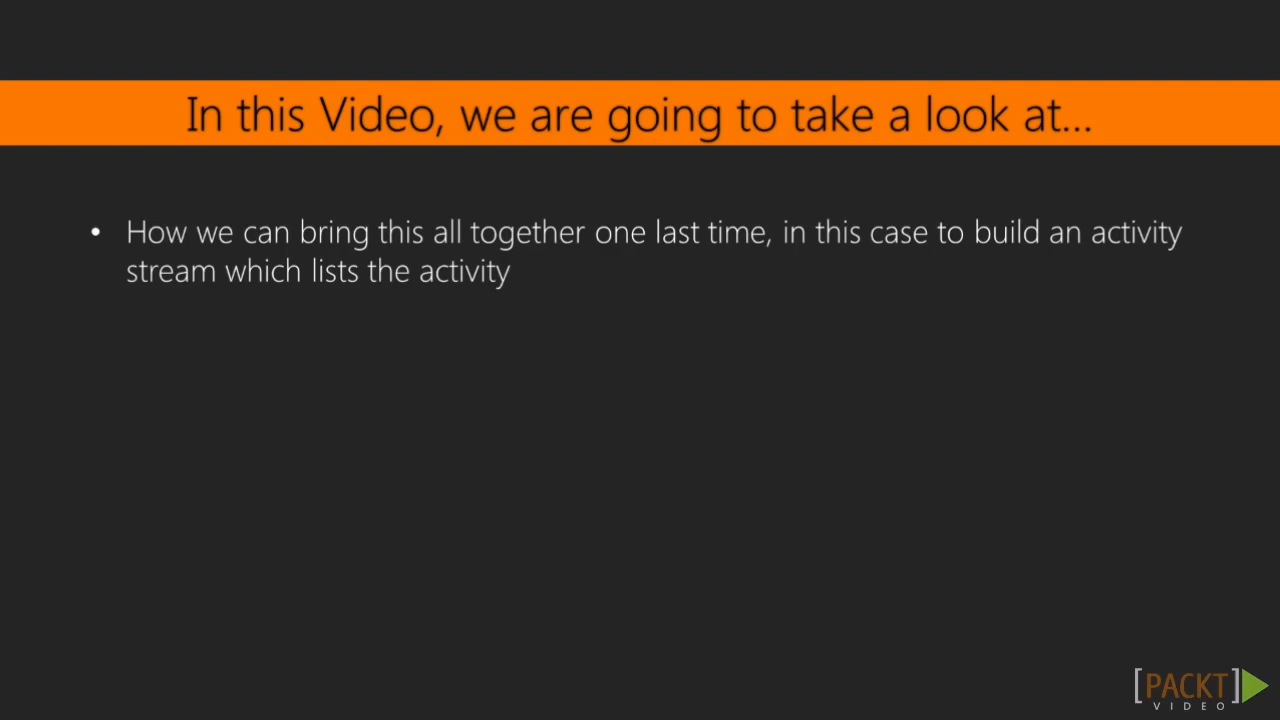 In this Video, we are going to take a look at...
• How we can bring this all together one last time, in this case to build an activity
stream which lists the activity
[PACKT]
VIDEO